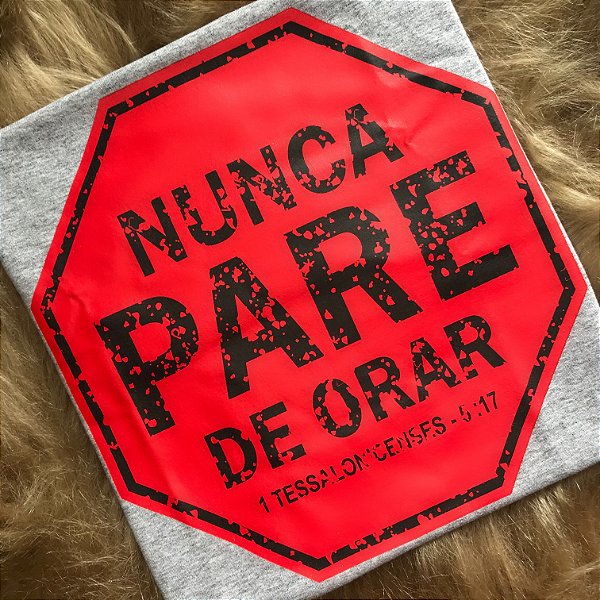 NUNCA
PARE
DE ORAR
1 TESSALONICENSES - 5:17